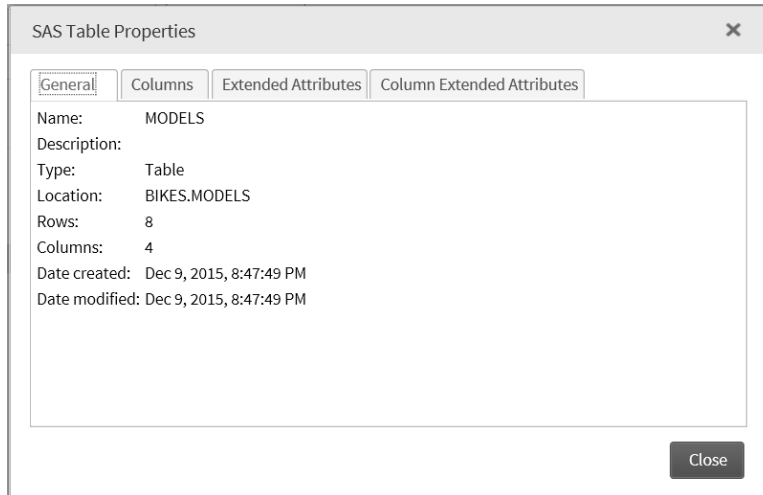 SAS Table Properties
General Columns Extended Attributes Column Extended Attributes
Name: MODELS
Description:
Type: Table
Location: BIKES.MODELS
Rows: 8
Columns: 4
Date created: Dec 9, 2015, 8:47:49 PM
Date modified: Dec 9, 2015, 8:47:49 PM
Close